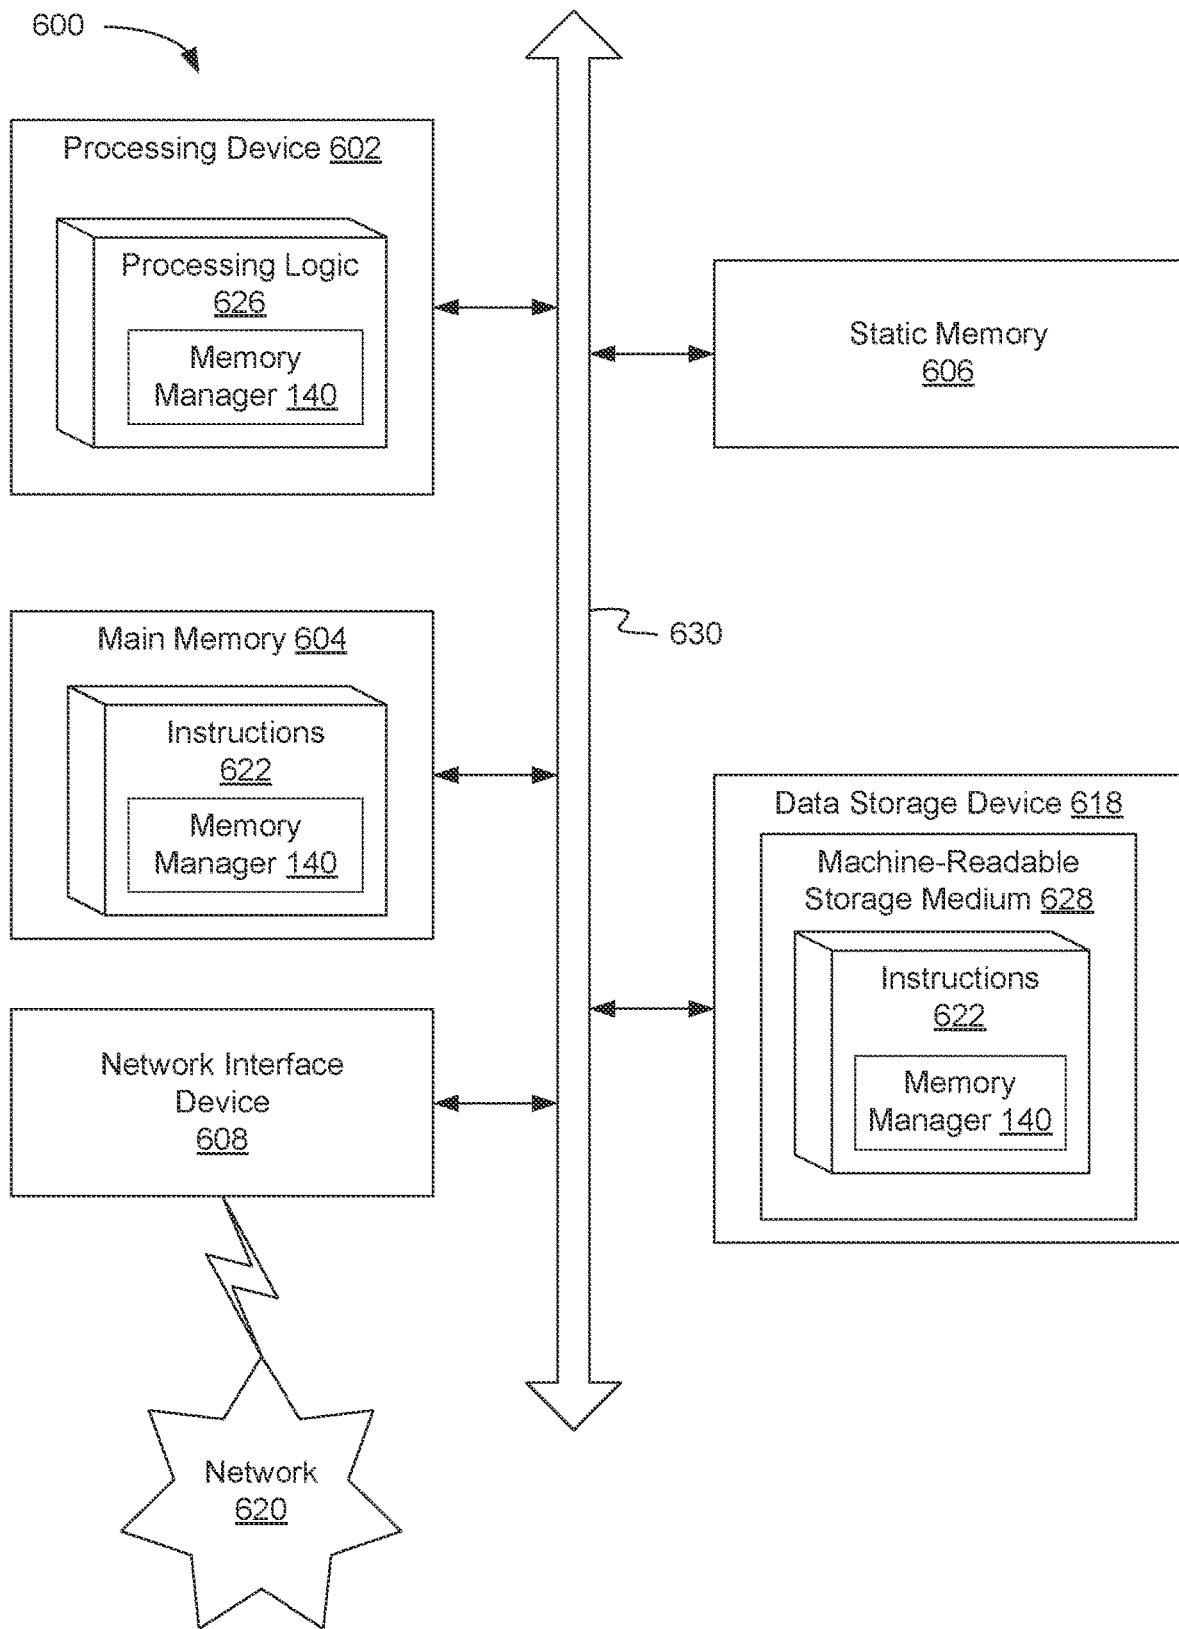 600
Processing Device 602
Processing Logic
626
Memory
Manager 140
Static Memory
606
Main Memory 604
630
Instructions
622
Memory
Manager 140
Data Storage Device 618
Machine-Readable
Storage Medium 628
Instructions
622
Memory
Manager 140
Network Interface
Device
608
Network
620